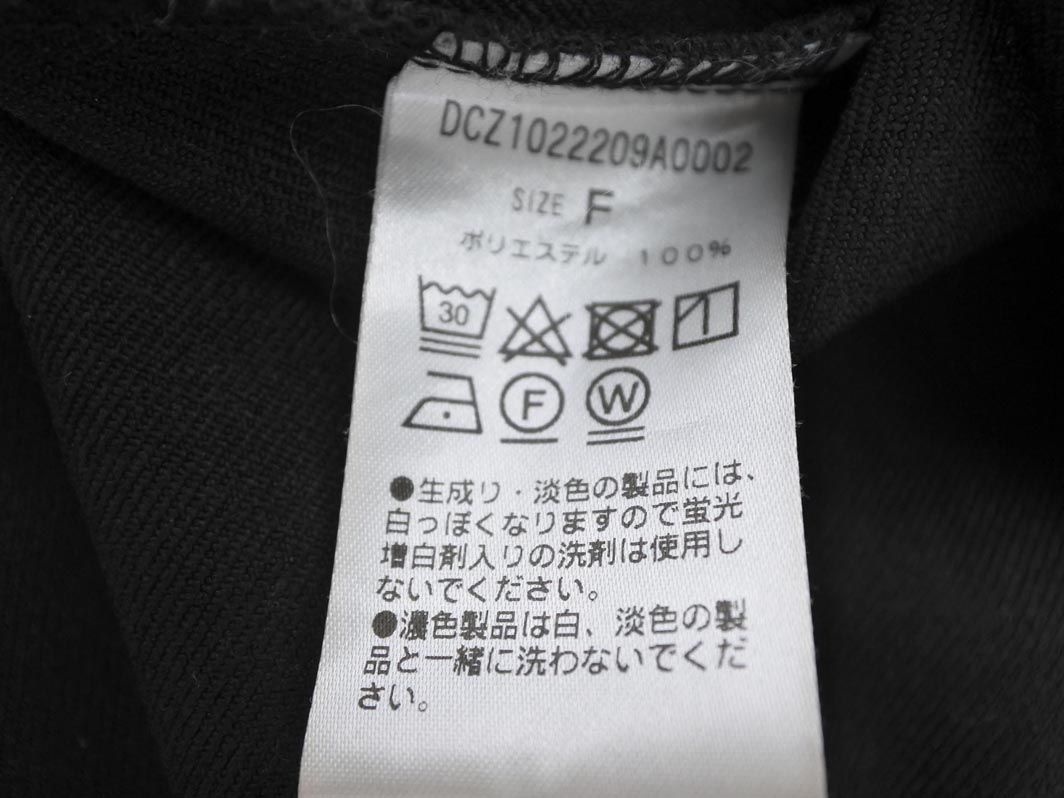 DCZ1022209A0002
SIZE F
ポリエステル 100%
30
F W
●生成り・淡色の製品には、
白っぽくなりますので蛍光
増白剤入りの洗剤は使用し
ないでください。
●濃色製品は白、淡色の製
品と一緒に洗わないでくだ
さい。